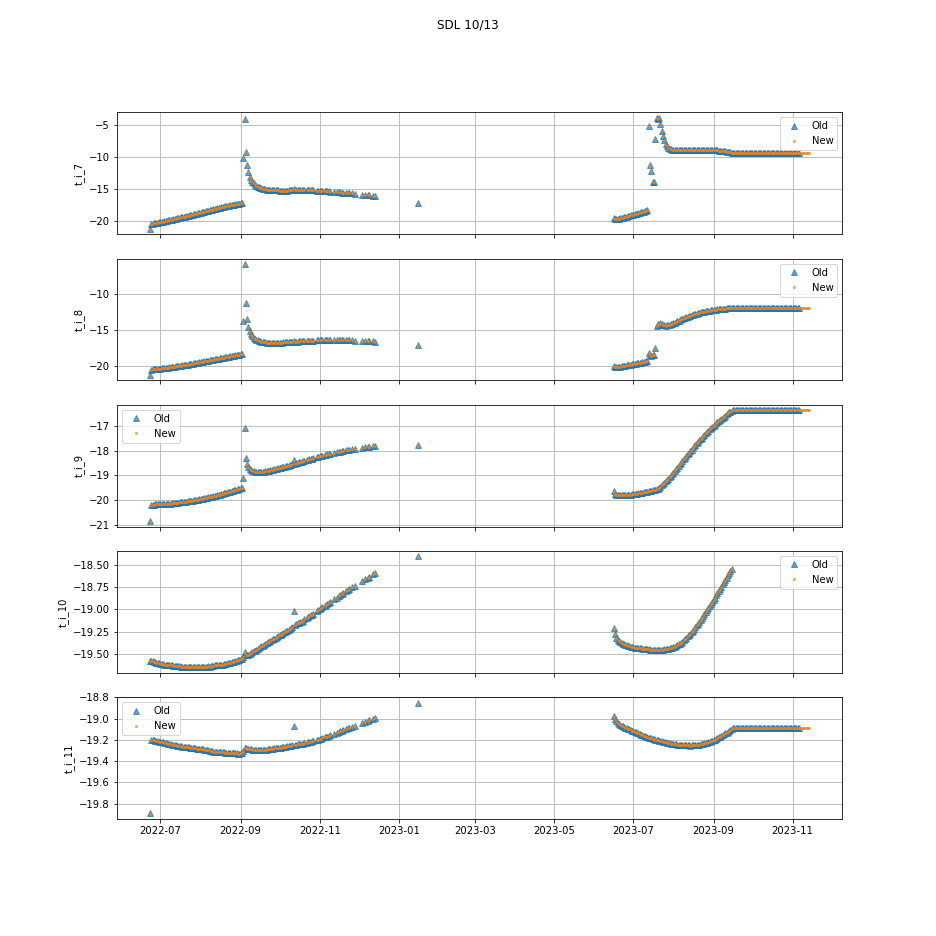 SDL 10/13
−5
−10
−15
−20
t_i_7
Old
New
−10
−15
−20
t_i_8
Old
New
−17
−18
−19
−20
−21
t_i_9
Old
New
−18.50
−18.75
−19.00
−19.25
−19.50
t_i_10
Old
New
−18.8
−19.0
−19.2
−19.4
−19.6
−19.8
t_i_11
Old
New
2022-07 2022-09 2022-11 2023-01 2023-03 2023-05 2023-07 2023-09 2023-11